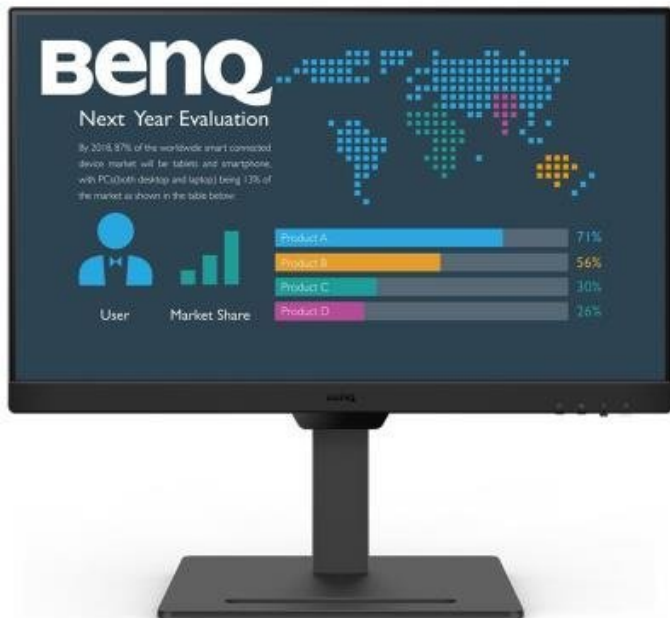 BenQ
Next Year Evaluation
By 2018, 87% of the worldwide smart connected
device market will be tablets and smartphone,
with PCs(both desktop and laptop) being 13% of
the market as shown in the table below:
User
Market Share
Product A 71%
Product B 56%
Product C 30%
Product D 26%
BenQ